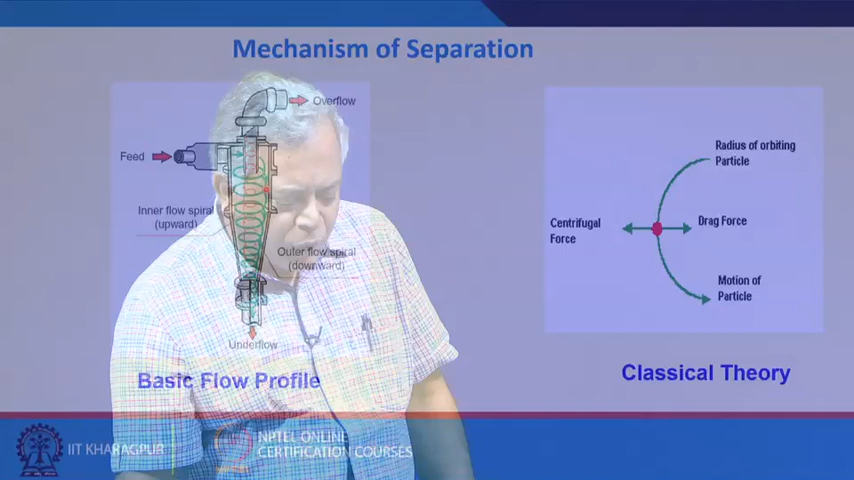 Mechanism of Separation
Overflow
Feed
Inner flow spiral
(upward)
Outer flow spiral
(downward)
Underflow
Basic Flow Profile
Radius of orbiting
Particle
Centrifugal
Force
Drag Force
Motion of
Particle
Classical Theory
IIT KHARAGPUR
NPTEL ONLINE
CERTIFICATION COURSES